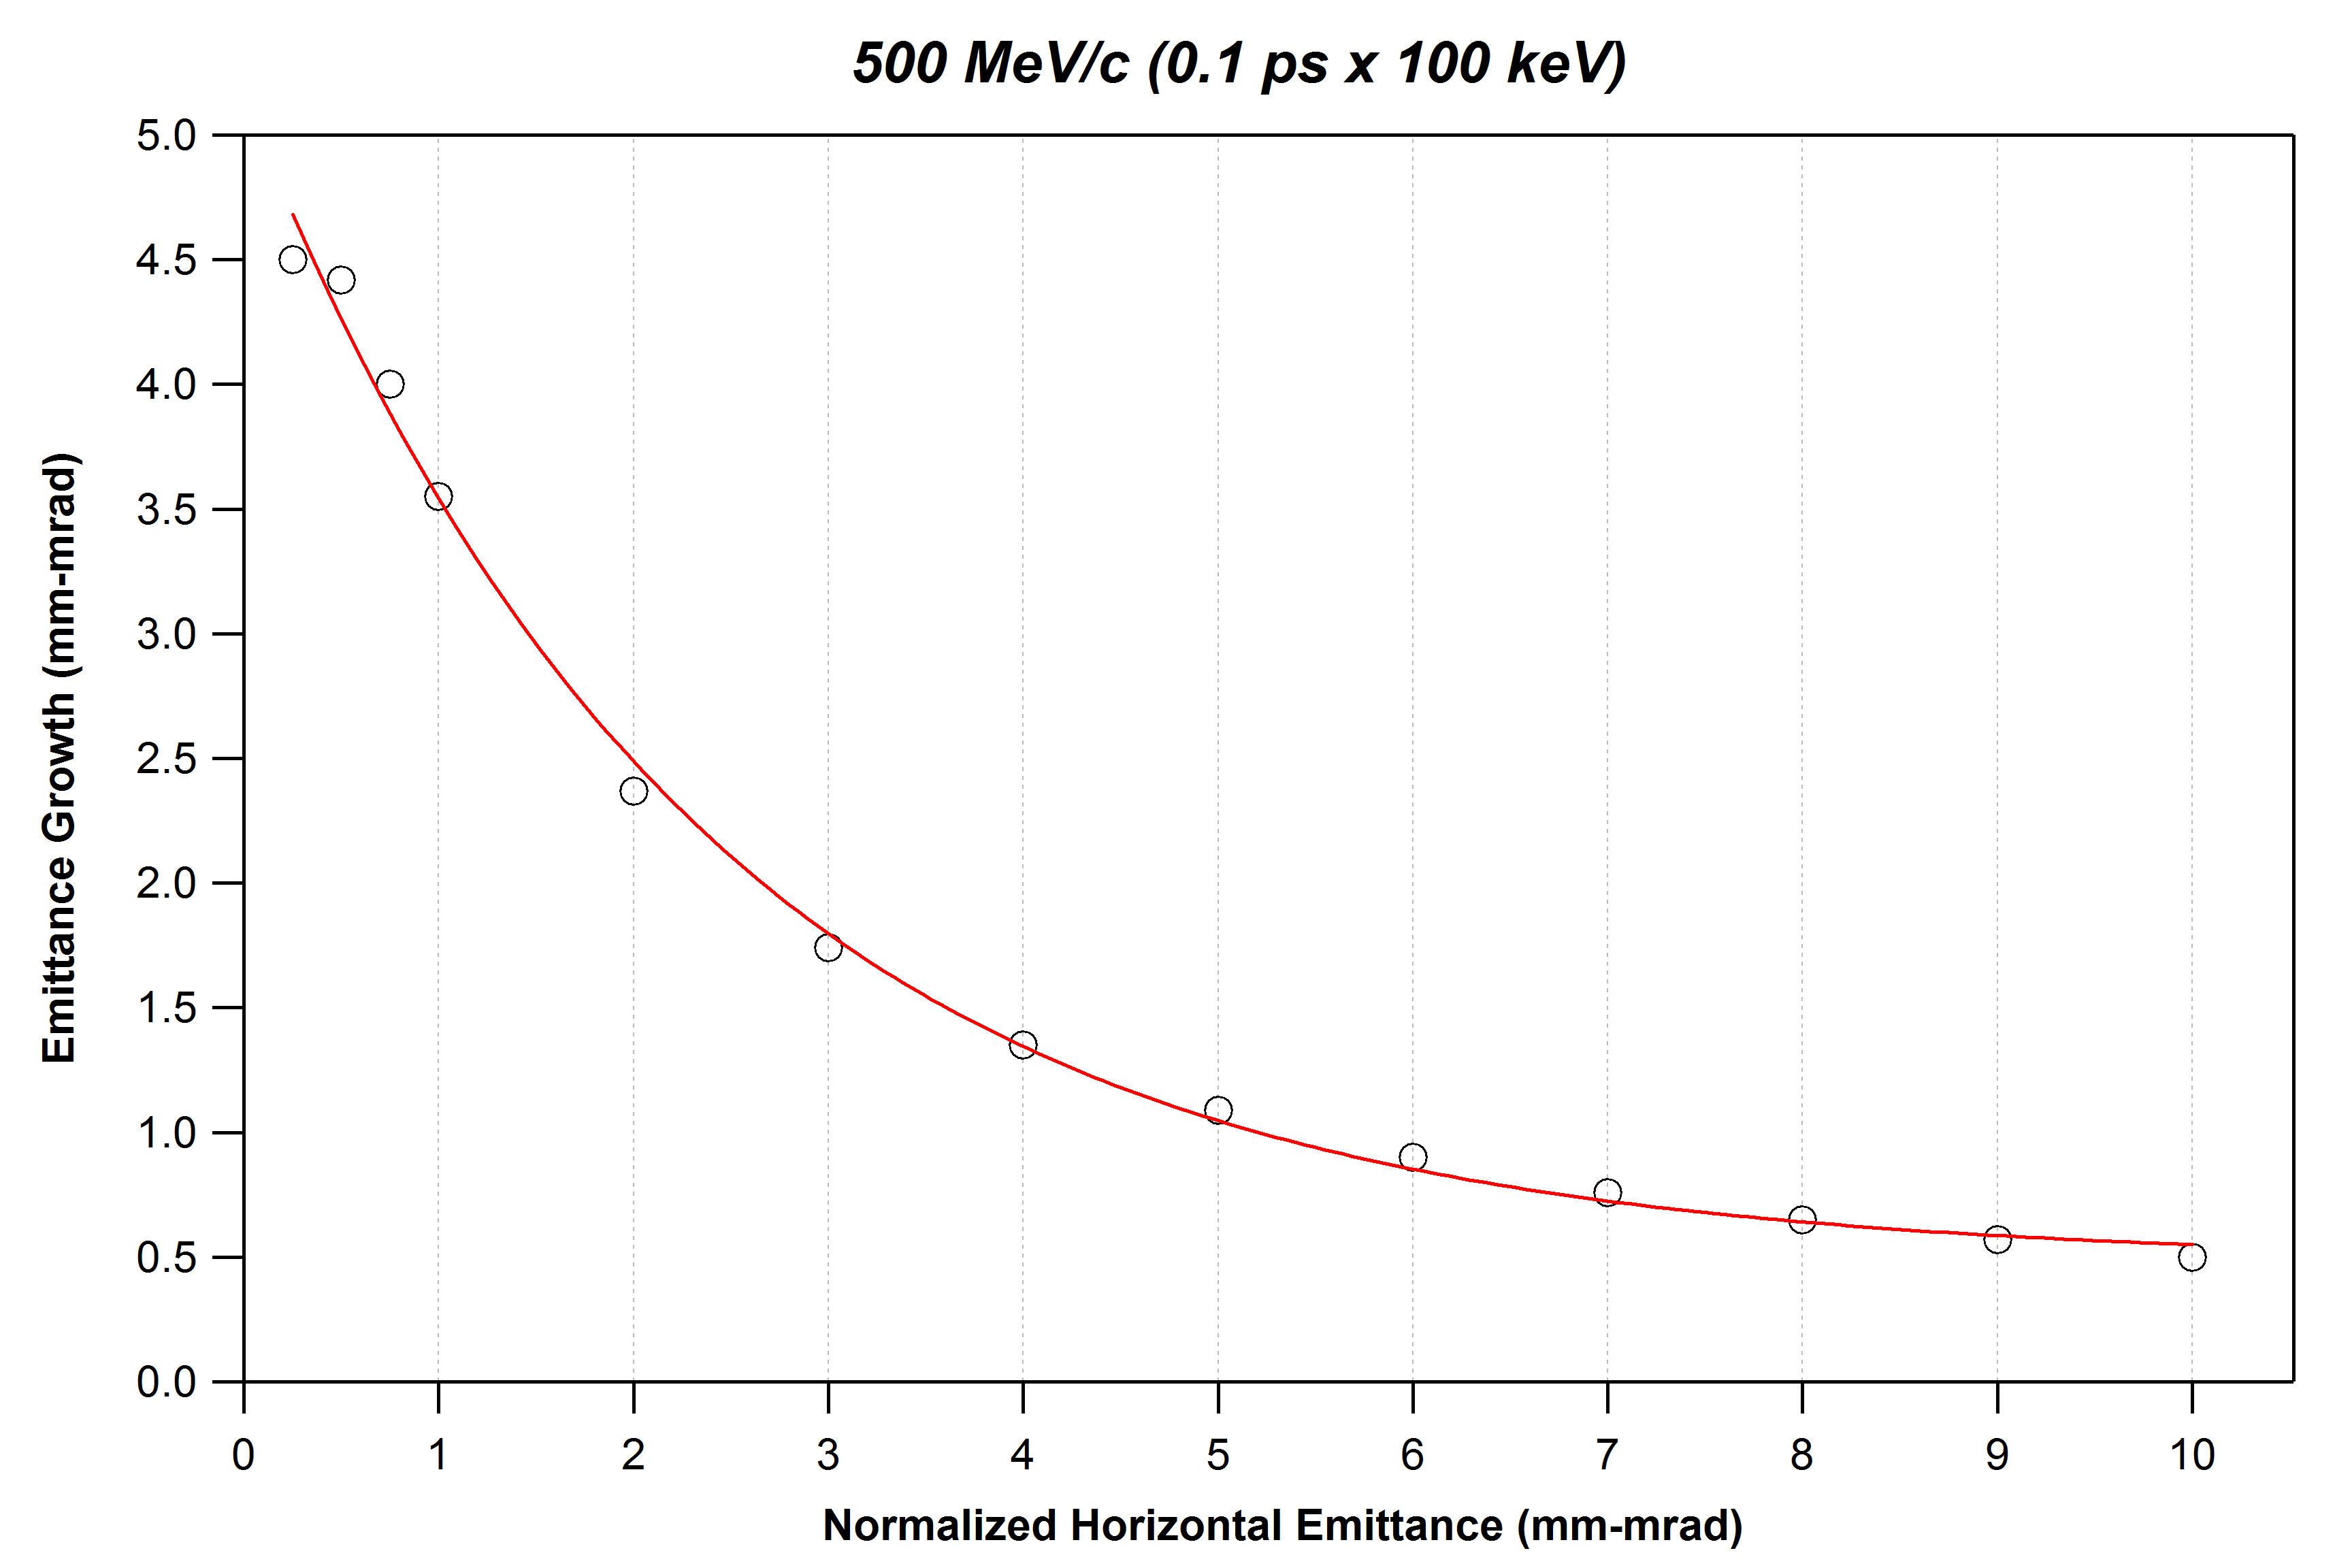 500 MeV/c (0.1 ps x 100 keV)
5.0
4.5
4.0
3.5
3.0
2.5
2.0
1.5
1.0
0.5
0.0
Emittance Growth (mm-mrad)
0 1 2 3 4 5 6 7 8 9 10
Normalized Horizontal Emittance (mm-mrad)